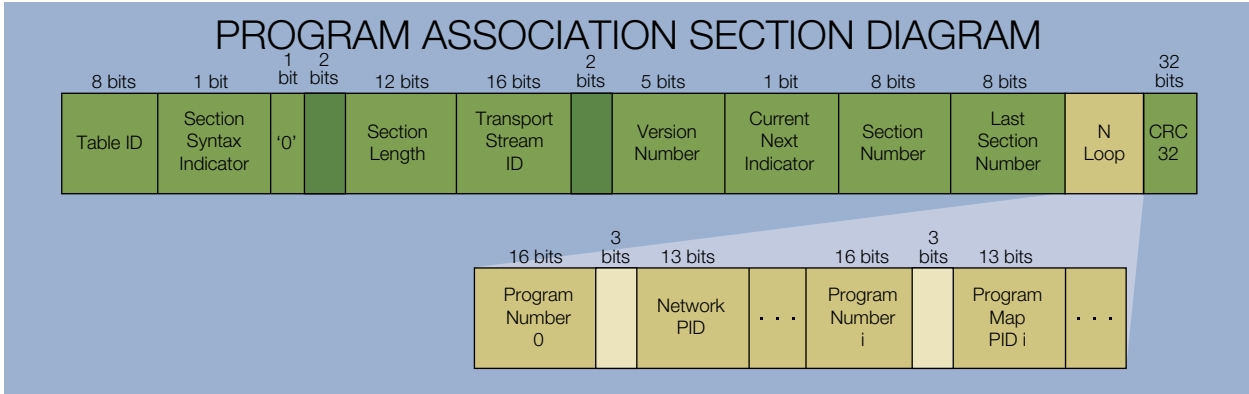 PROGRAM ASSOCIATION SECTION DIAGRAM
8 bits
1 bit
1
bit
2
bits
12 bits
16 bits
2
bits
5 bits
1 bit
8 bits
8 bits
32
bits
Table ID
Section
Syntax
Indicator
‘0’
Section
Length
Transport
Stream
ID
Version
Number
Current
Next
Indicator
Section
Number
Last
Section
Number
N
Loop
CRC
32
16 bits
3
bits
13 bits
16 bits
3
bits
13 bits
Program
Number
0
Network
PID
. . .
Program
Number
i
Program
Map
PID i
. . .